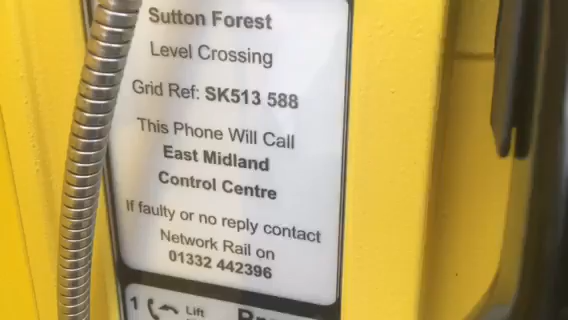 Sutton Forest
Level Crossing
Grid Ref: SK513 588
This Phone Will Call
East Midland
Control Centre
If faulty or no reply contact
Network Rail on
01332 442396
1 Lift